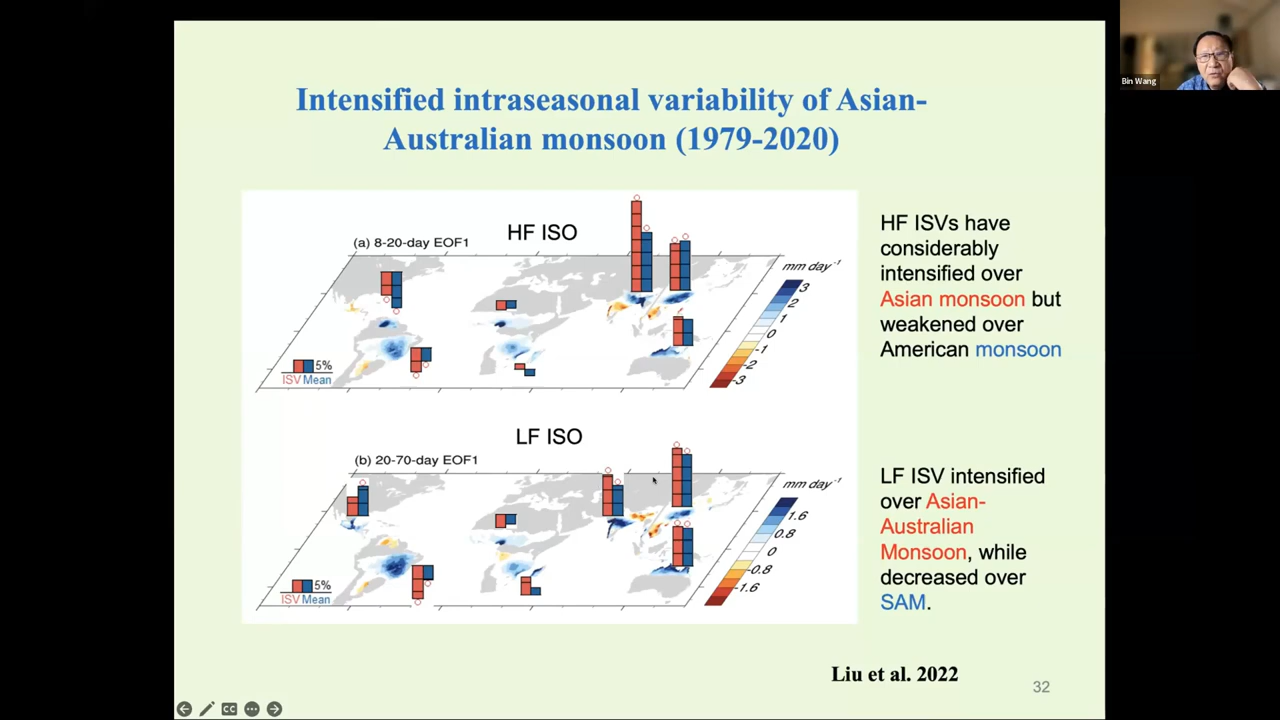 Bin Wang
Intensified intraseasonal variability of Asian-
Australian monsoon (1979-2020)
(a) 8-20-day EOF1
HF ISO
mm day-1
3
2
1
0
-1
-2
-3
5%
ISV Mean
HF ISVs have
considerably
intensified over
Asian monsoon but
weakened over
American monsoon
LF ISO
(b) 20-70-day EOF1
mm day-1
1.6
0.8
0
-0.8
-1.6
5%
ISV Mean
LF ISV intensified
over Asian-
Australian
Monsoon, while
decreased over
SAM.
Liu et al. 2022
32
CC